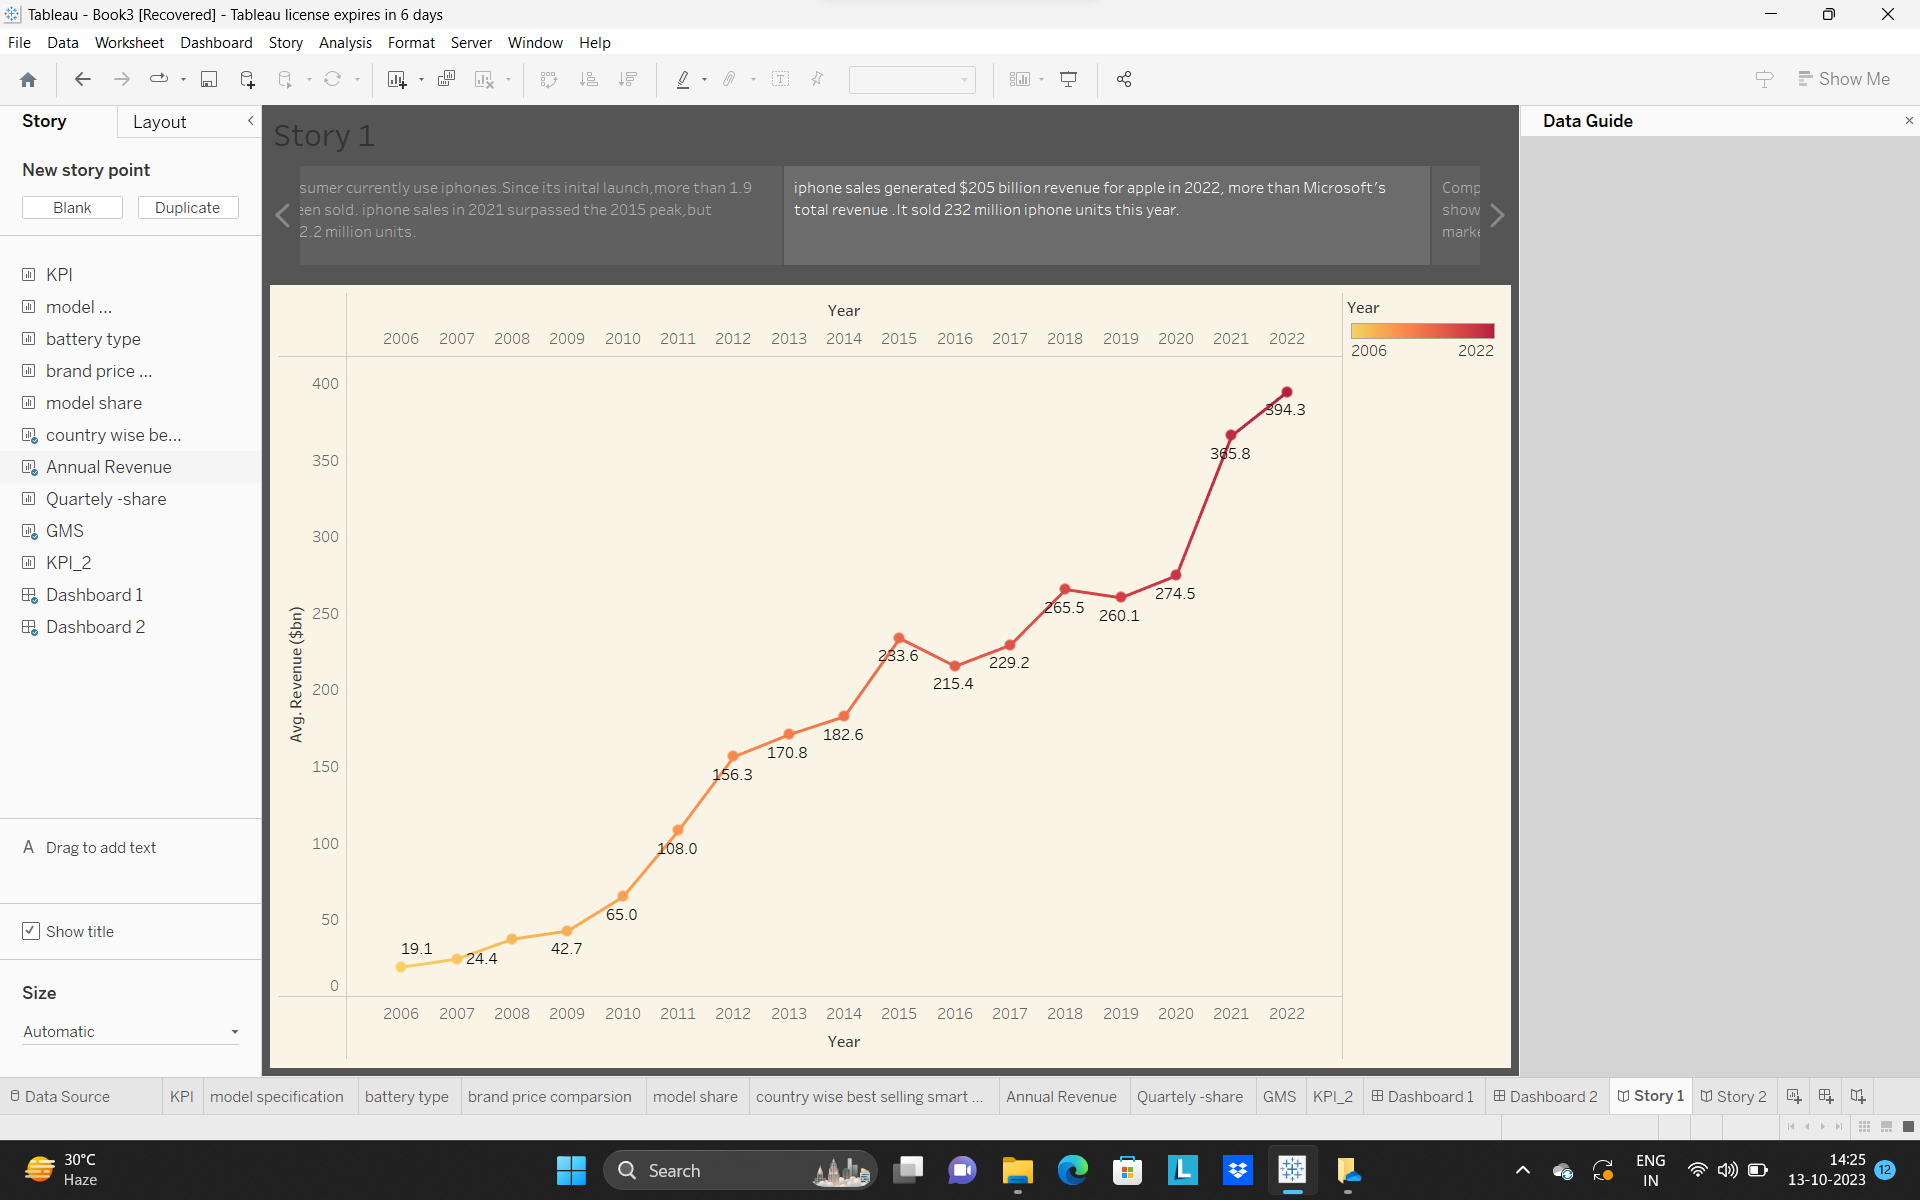 Tableau - Book3 [Recovered] - Tableau license expires in 6 days
File Data Worksheet Dashboard Story Analysis Format Server Window Help
Show Me
Story Layout
New story point
Blank Duplicate
KPI
model ...
battery type
brand price ...
model share
country wise be...
Annual Revenue
Quartely -share
GMS
KPI_2
Dashboard 1
Dashboard 2
A Drag to add text
Show title
Size
Automatic
Story 1
sumer currently use iphones.Since its inital launch,more than 1.9
een sold. iphone sales in 2021 surpassed the 2015 peak,but
2.2 million units.
iphone sales generated $205 billion revenue for apple in 2022, more than Microsoft's
total revenue .It sold 232 million iphone units this year.
Comp
show
marke
Year
2006 2007 2008 2009 2010 2011 2012 2013 2014 2015 2016 2017 2018 2019 2020 2021 2022
Avg. Revenue ($bn)
400
350
300
250
200
150
100
50
0
19.1
24.4
42.7
65.0
108.0
156.3
170.8
182.6
233.6
215.4
229.2
265.5
260.1
274.5
365.8
394.3
2006 2007 2008 2009 2010 2011 2012 2013 2014 2015 2016 2017 2018 2019 2020 2021 2022
Year
Year
2006 2022
Data Guide
Data Source KPI model specification battery type brand price comparsion model share country wise best selling smart ... Annual Revenue Quartely -share GMS KPI_2 Dashboard 1 Dashboard 2 Story 1 Story 2
30°C
Haze
Search
L
ENG
IN
14:25
13-10-2023
12